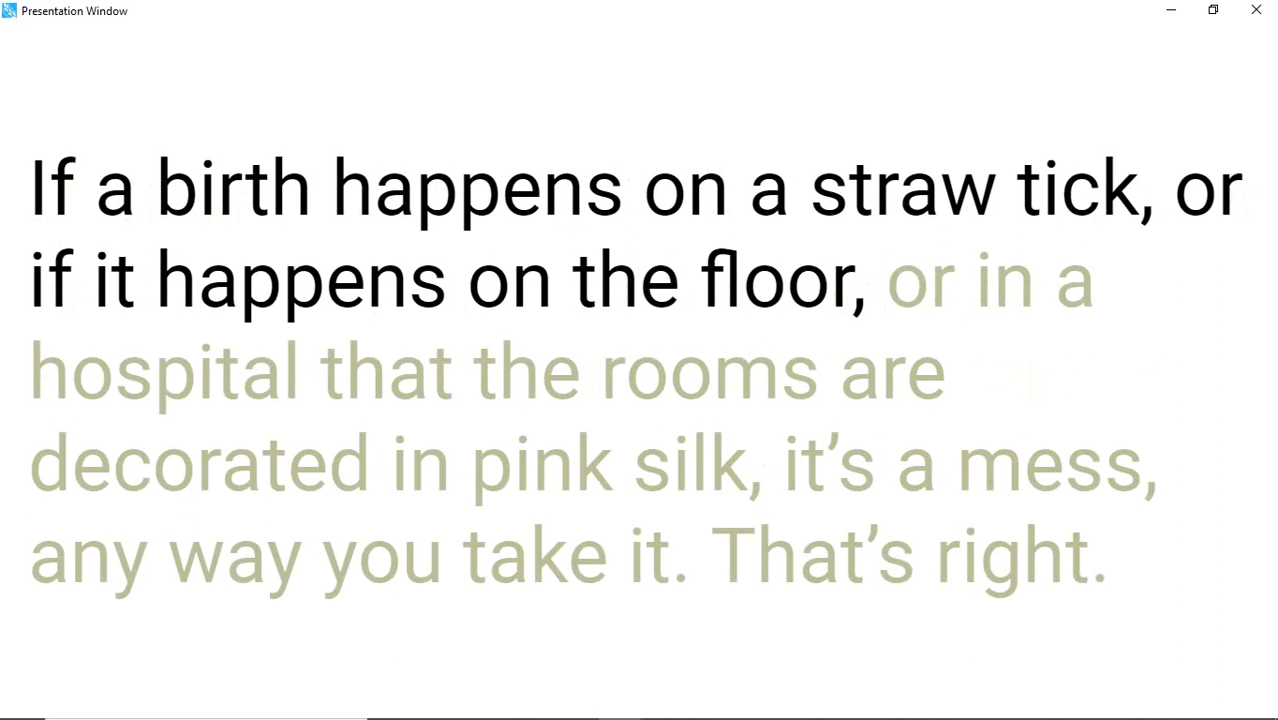 Presentation Window
If a birth happens on a straw tick, or
if it happens on the floor, or in a
hospital that the rooms are
decorated in pink silk, it’s a mess,
any way you take it. That’s right.